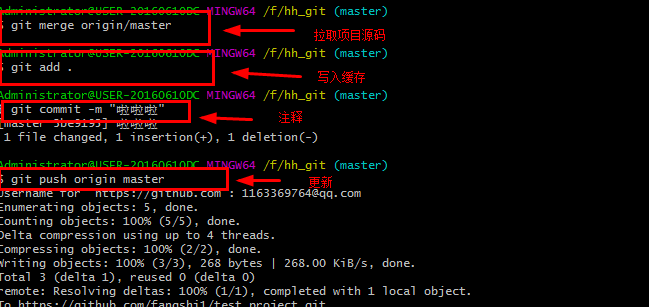 Administrator@USER-20160610DC MINGW64 /f/hh_git (master)
$ git merge origin/master
拉取项目源码
Administrator@USER-20160610DC MINGW64 /f/hh_git (master)
$ git add .
写入缓存
Administrator@USER-20160610DC MINGW64 /f/hh_git (master)
$ git commit -m "啦啦啦"
注释
[master 3be9193] 啦啦啦
1 file changed, 1 insertion(+), 1 deletion(-)
Administrator@USER-20160610DC MINGW64 /f/hh_git (master)
$ git push origin master
更新
Username for 'https://github.com': 1163369764@qq.com
Enumerating objects: 5, done.
Counting objects: 100% (5/5), done.
Delta compression using up to 4 threads.
Compressing objects: 100% (2/2), done.
Writing objects: 100% (3/3), 268 bytes | 268.00 KiB/s, done.
Total 3 (delta 1), reused 0 (delta 0)
remote: Resolving deltas: 100% (1/1), completed with 1 local object.
To https://github.com/fangshi1/test_project.git